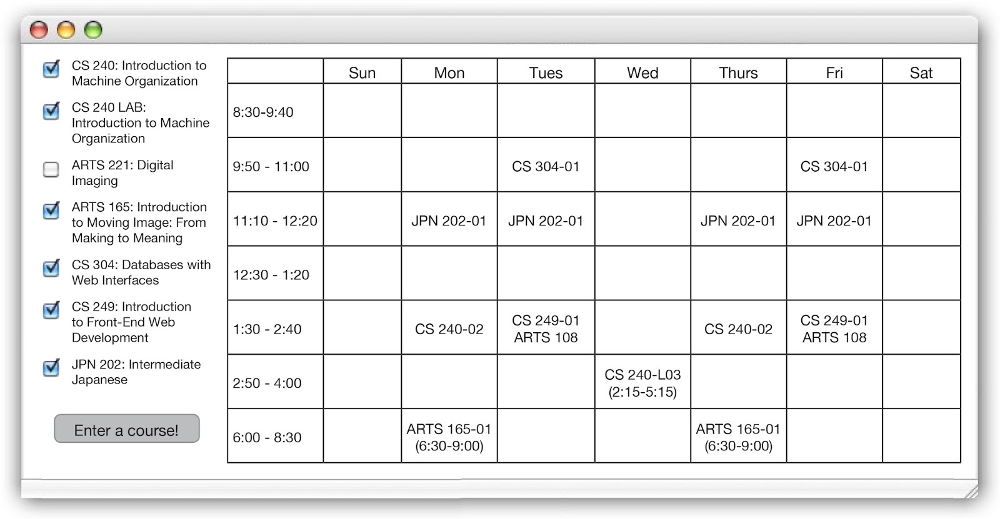 CS 240: Introduction to
Machine Organization
CS 240 LAB:
Introduction to Machine
Organization
ARTS 221: Digital
Imaging
ARTS 165: Introduction
to Moving Image: From
Making to Meaning
CS 304: Databases with
Web Interfaces
CS 249: Introduction
to Front-End Web
Development
JPN 202: Intermediate
Japanese
Enter a course!
Sun Mon Tues Wed Thurs Fri Sat
8:30-9:40
9:50 - 11:00 CS 304-01 CS 304-01
11:10 - 12:20 JPN 202-01 JPN 202-01 JPN 202-01 JPN 202-01
12:30 - 1:20
1:30 - 2:40 CS 240-02 CS 249-01 ARTS 108 CS 240-02 CS 249-01 ARTS 108
2:50 - 4:00 CS 240-L03 (2:15-5:15)
6:00 - 8:30 ARTS 165-01 (6:30-9:00) ARTS 165-01 (6:30-9:00)